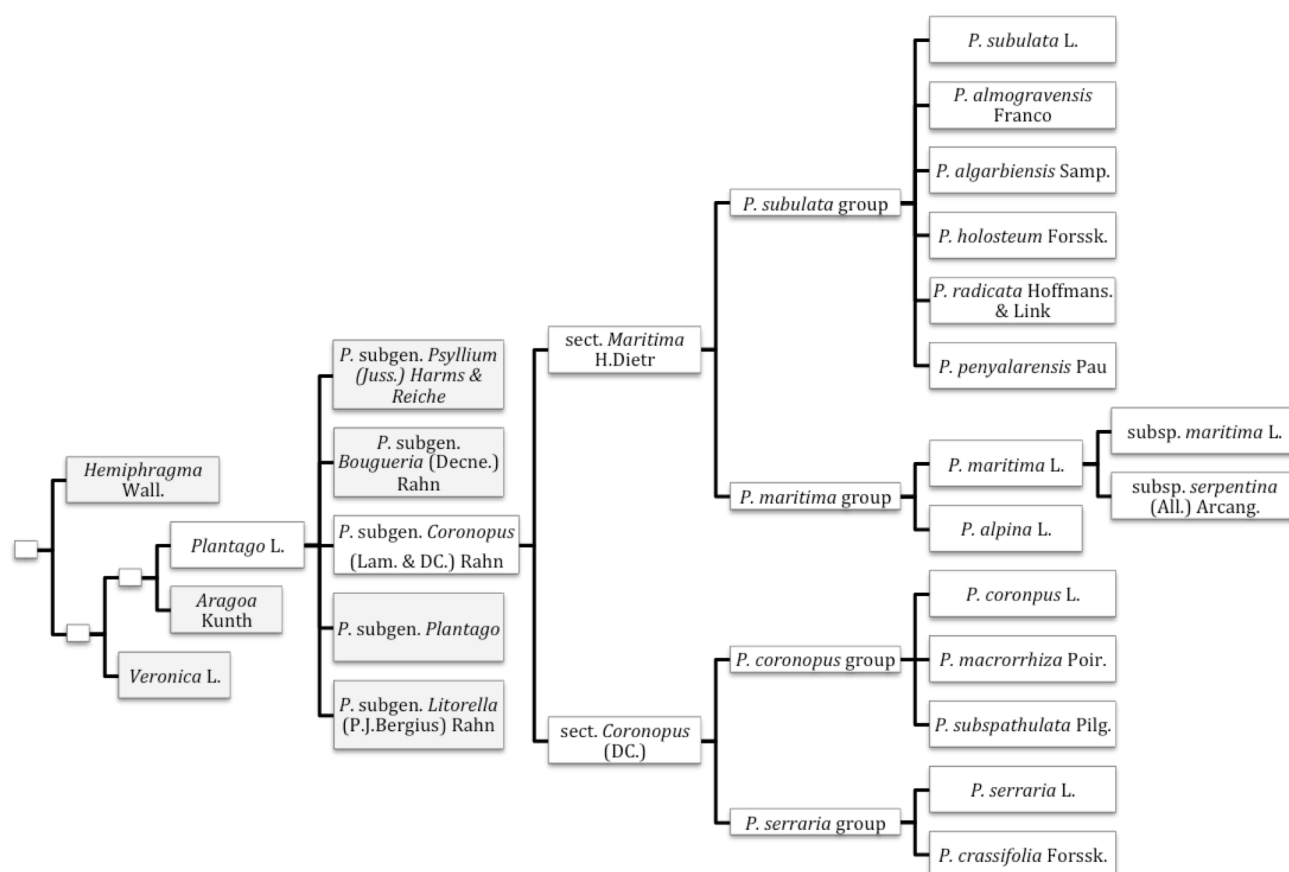 P. subulata L.
P. almogravensis
Franco
P. algarbiensis Samp.
P. subulata group
P. holosteum Forssk.
P. radicata Hoffmans.
& Link
P. penyalarensis Pau
sect. Maritima
H.Dietr
P. subgen. Psyllium
(Juss.) Harms &
Reiche
P. subgen.
Bougueria (Decne.)
Rahn
subsp. maritima L.
P. maritima L.
subsp. serpentina
(All.) Arcang.
P. maritima group
P. alpina L.
Hemiphragma
Wall.
Plantago L.
P. subgen. Coronopus
(Lam. & DC.) Rahn
Aragoa
Kunth
P. subgen. Plantago
Veronica L.
P. subgen. Litorella
(P.J.Bergius) Rahn
sect. Coronopus
(DC.)
P. coronpus L.
P. coronopus group
P. macrorrhiza Poir.
P. subspathulata Pilg.
P. serraria L.
P. serraria group
P. crassifolia Forssk.